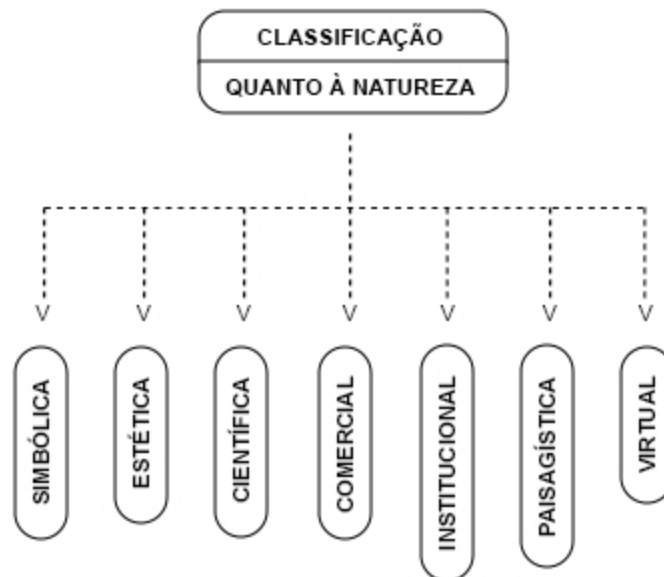 CLASSIFICAÇÃO
QUANTO À NATUREZA
SIMBÓLICA
ESTÉTICA
CIENTÍFICA
COMERCIAL
INSTITUCIONAL
PAISAGÍSTICA
VIRTUAL